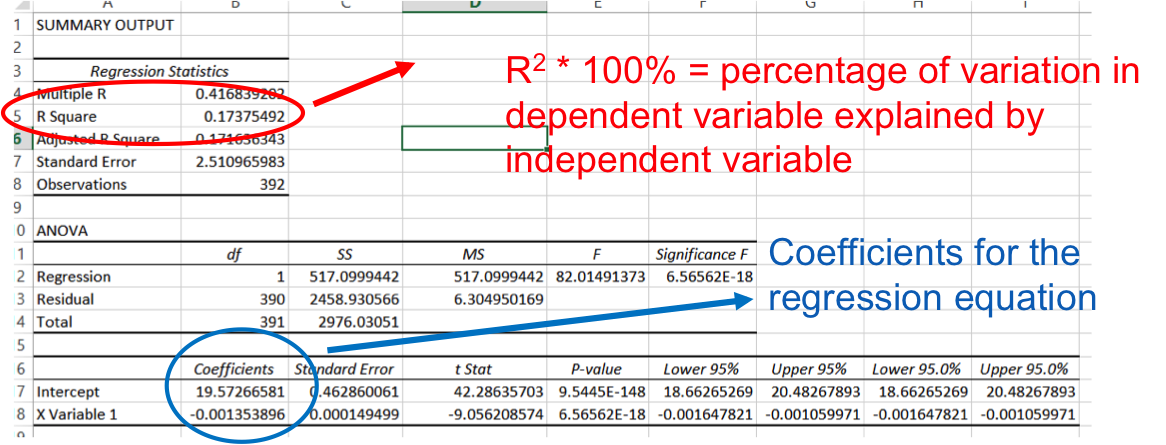 A B C D E F G H I
1 SUMMARY OUTPUT
2
3 Regression Statistics
4 Multiple R 0.416839282
5 R Square 0.17375492
6 Adjusted R Square 0.171636343
7 Standard Error 2.510965983
8 Observations 392
9
R² * 100% = percentage of variation in
dependent variable explained by
independent variable
0 ANOVA
1 df SS MS F Significance F
2 Regression 1 517.0999442 517.0999442 82.01491373 6.56562E-18
3 Residual 390 2458.930566 6.304950169
4 Total 391 2976.03051
5
Coefficients for the
regression equation
6 Coefficients Standard Error t Stat P-value Lower 95% Upper 95% Lower 95.0% Upper 95.0%
7 Intercept 19.57266581 0.462860061 42.28635703 9.5445E-148 18.66265269 20.48267893 18.66265269 20.48267893
8 X Variable 1 -0.001353896 0.000149499 -9.056208574 6.56562E-18 -0.001647821 -0.001059971 -0.001647821 -0.001059971